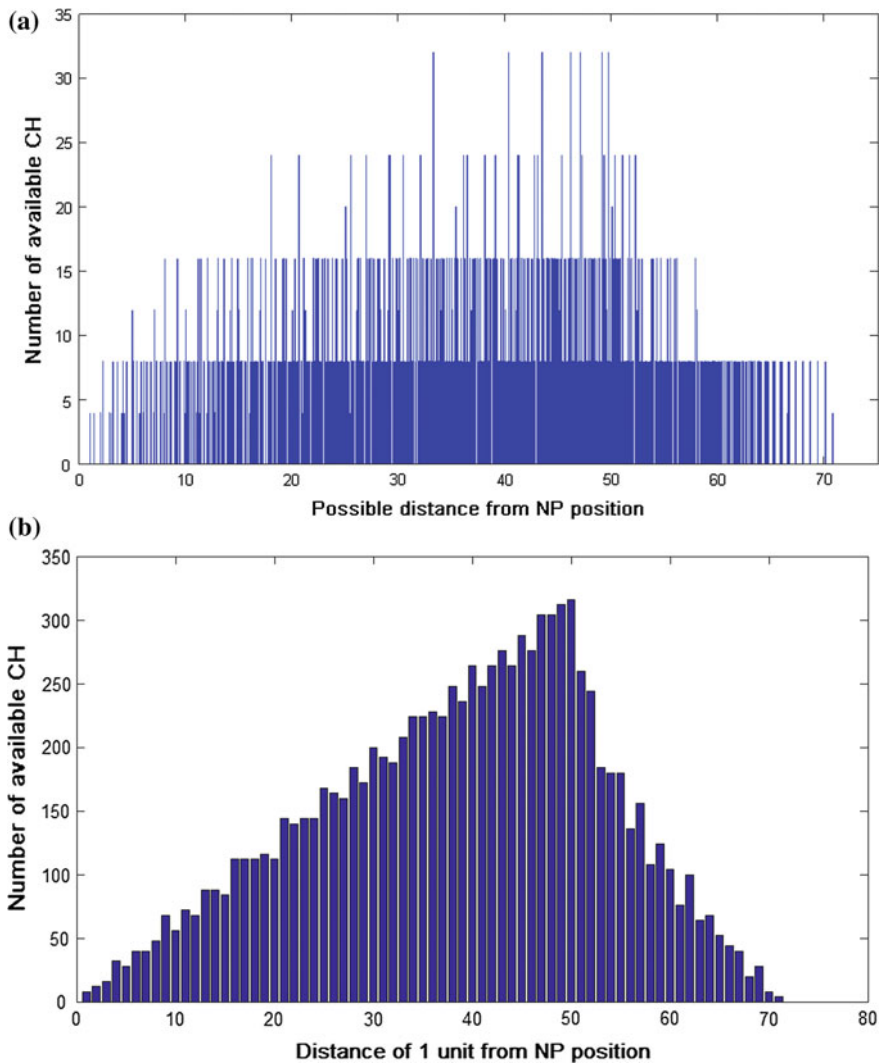 (a)
35
30
25
20
15
10
5
0
Number of available CH
0 10 20 30 40 50 60 70
Possible distance from NP position
(b)
350
300
250
200
150
100
50
0
Number of available CH
0 10 20 30 40 50 60 70 80
Distance of 1 unit from NP position